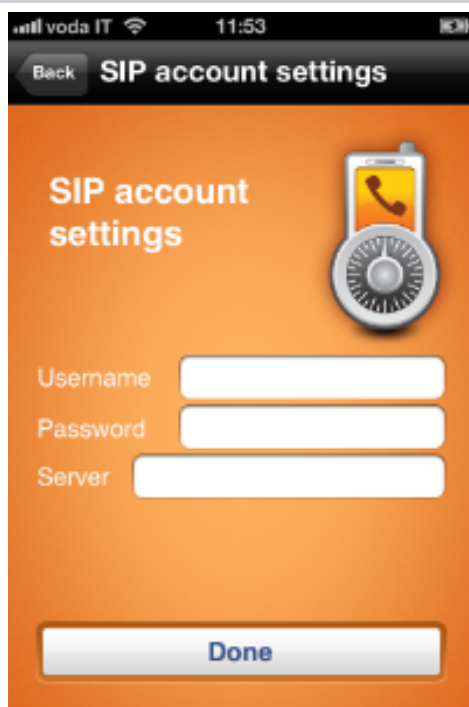 voda IT 11:53
Back SIP account settings
SIP account
settings
Username
Password
Server
Done